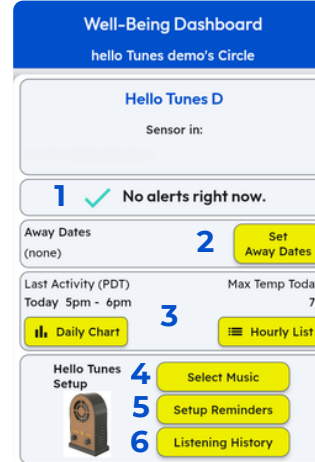 Well-Being Dashboard
hello Tunes demo's Circle
Hello Tunes D
Sensor in:
1 No alerts right now.
Away Dates
(none)
2
Set
Away Dates
Last Activity (PDT)
Max Temp Toda
Today 5pm - 6pm
7
3
Daily Chart
Hourly List
Hello Tunes
Setup
4 Select Music
5 Setup Reminders
6 Listening History